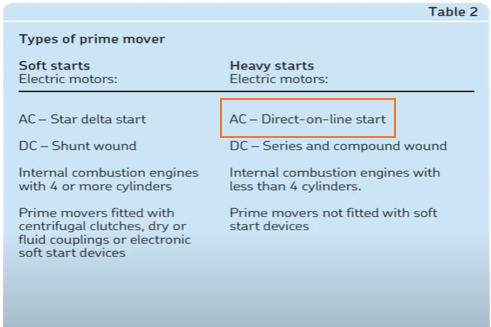 Table 2
Types of prime mover
Soft starts
Electric motors:
Heavy starts
Electric motors:
AC – Star delta start
AC – Direct-on-line start
DC – Shunt wound
DC – Series and compound wound
Internal combustion engines
with 4 or more cylinders
Internal combustion engines with
less than 4 cylinders.
Prime movers fitted with
centrifugal clutches, dry or
fluid couplings or electronic
soft start devices
Prime movers not fitted with soft
start devices